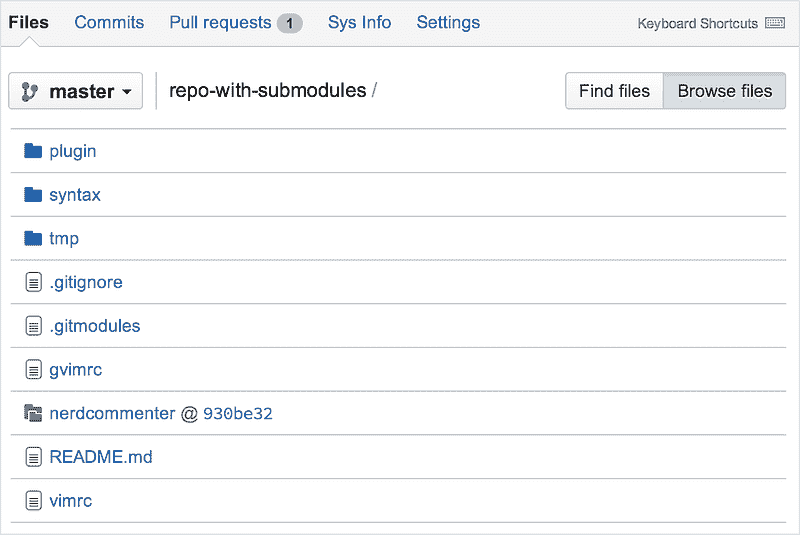 Files Commits Pull requests 1 Sys Info Settings Keyboard Shortcuts
master repo-with-submodules / Find files Browse files
plugin
syntax
tmp
.gitignore
.gitmodules
gvimrc
nerdcommenter @ 930be32
README.md
vimrc